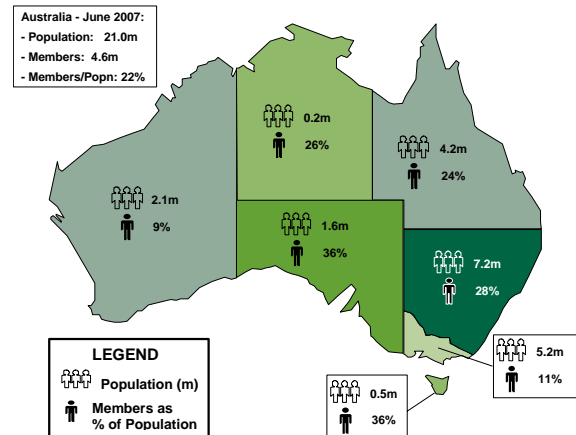 Australia - June 2007:
- Population: 21.0m
- Members: 4.6m
- Members/Popn: 22%
0.2m
26%
4.2m
24%
2.1m
9%
1.6m
36%
7.2m
28%
5.2m
11%
0.5m
36%
LEGEND
Population (m)
Members as
% of Population